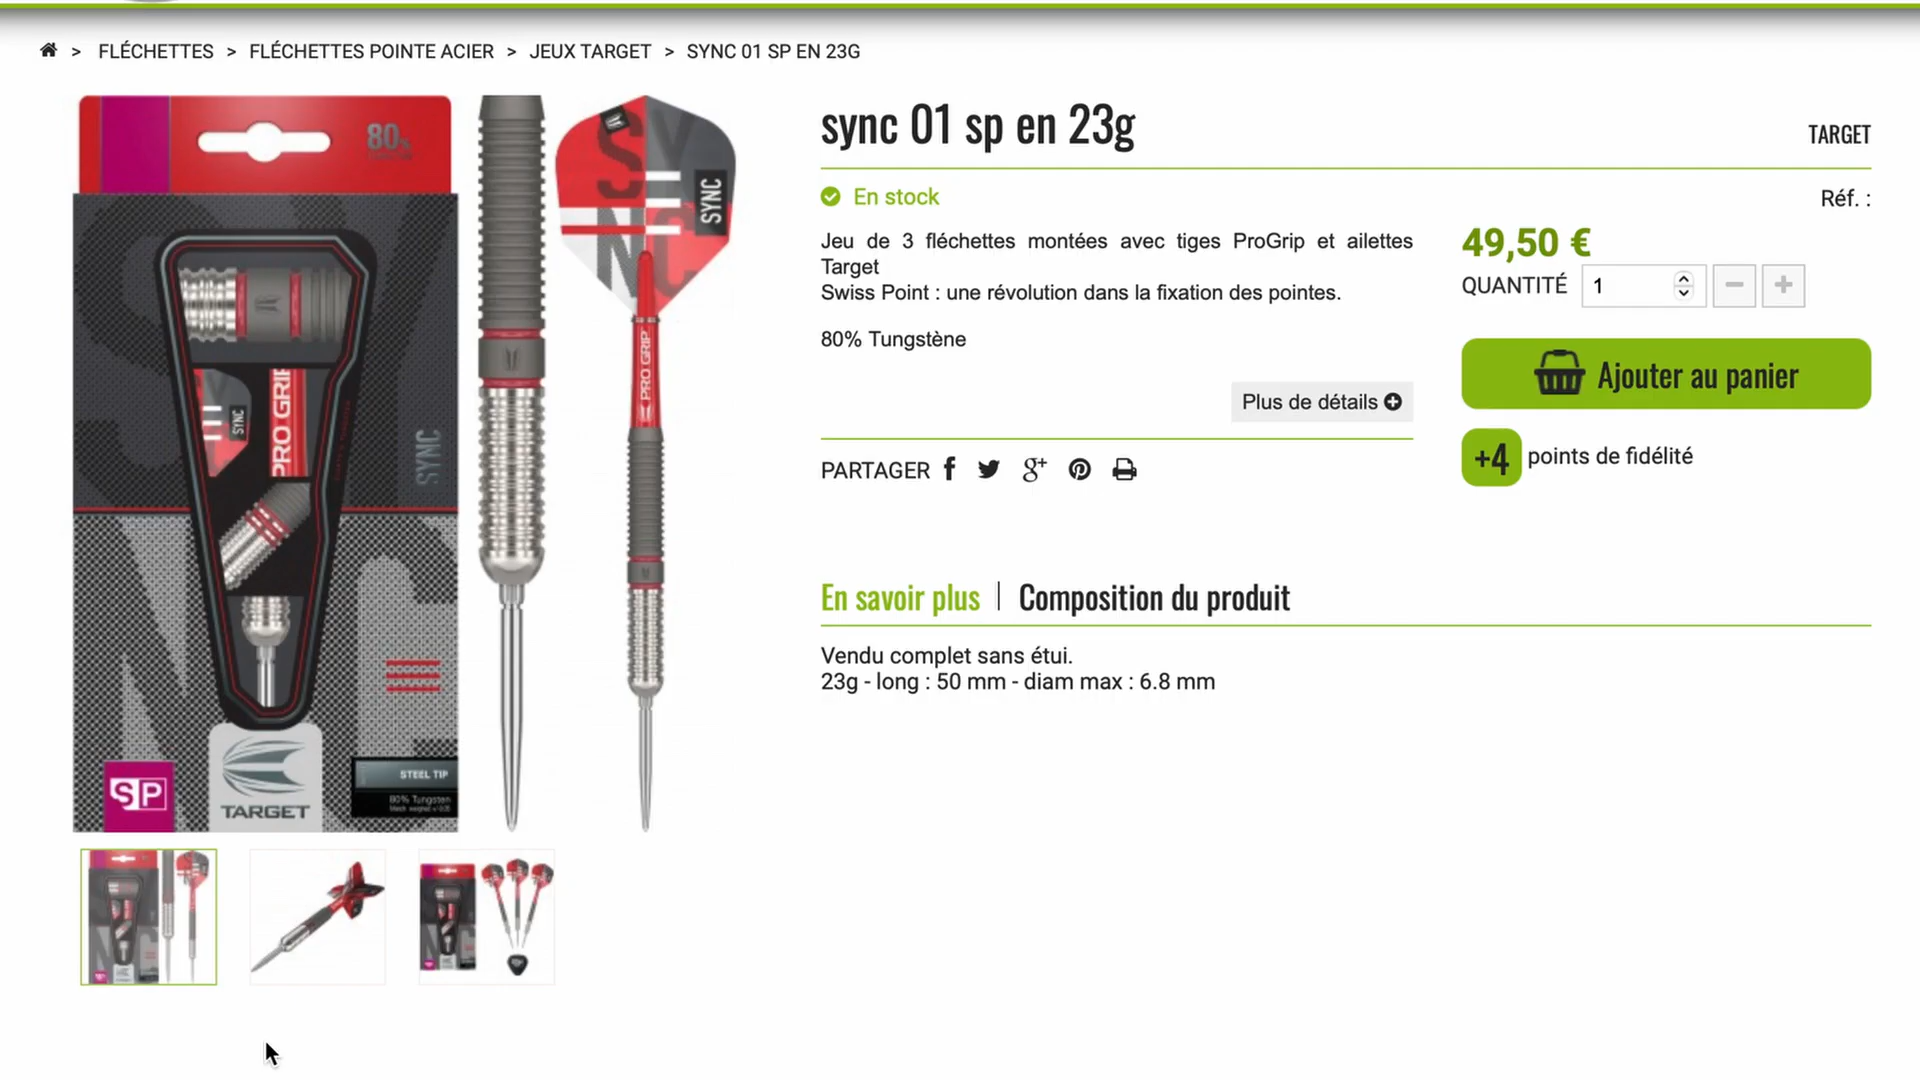 > FLÉCHETTES > FLÉCHETTES POINTE ACIER > JEUX TARGET > SYNC 01 SP EN 23G
80%
SYNC
PRO GRIP
SYNC
SP
TARGET
STEEL TIP
80% Tungsten
SYNC
SYNC
PRO GRIP
sync 01 sp en 23g
TARGET
En stock
Réf. :
Jeu de 3 fléchettes montées avec tiges ProGrip et ailettes
Target
Swiss Point : une révolution dans la fixation des pointes.
80% Tungstène
Plus de détails
49,50 €
QUANTITÉ 1
Ajouter au panier
+4 points de fidélité
PARTAGER
En savoir plus | Composition du produit
Vendu complet sans étui.
23g - long : 50 mm - diam max : 6.8 mm